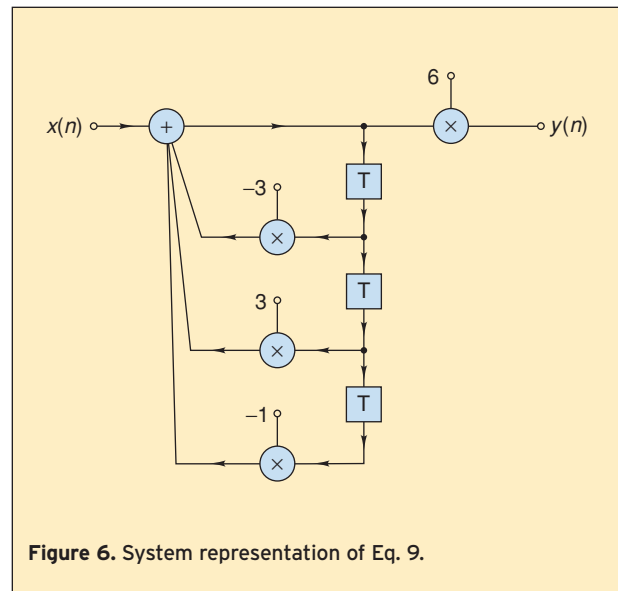 6
x(n) + × y(n)
T
−3
×
T
3
×
T
−1
×
Figure 6. System representation of Eq. 9.